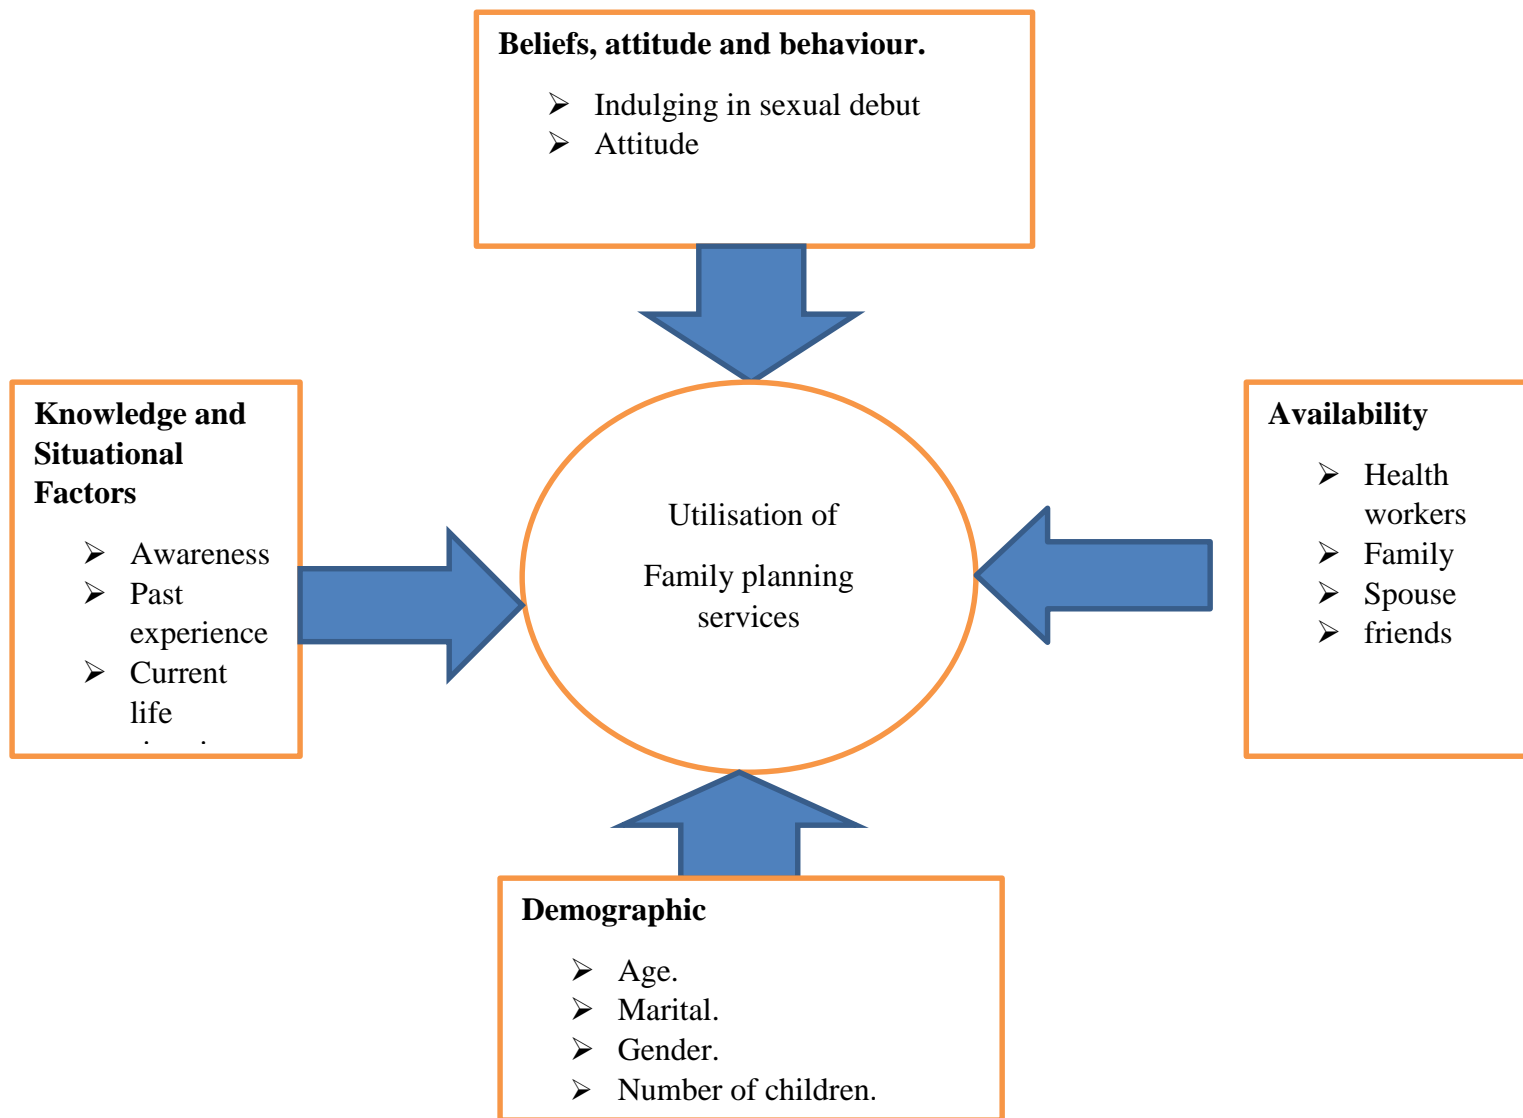 Beliefs, attitude and behaviour.
➢ Indulging in sexual debut
➢ Attitude
Knowledge and
Situational
Factors
➢ Awareness
➢ Past
experience
➢ Current
life
Utilisation of
Family planning
services
Availability
➢ Health
workers
➢ Family
➢ Spouse
➢ friends
Demographic
➢ Age.
➢ Marital.
➢ Gender.
➢ Number of children.